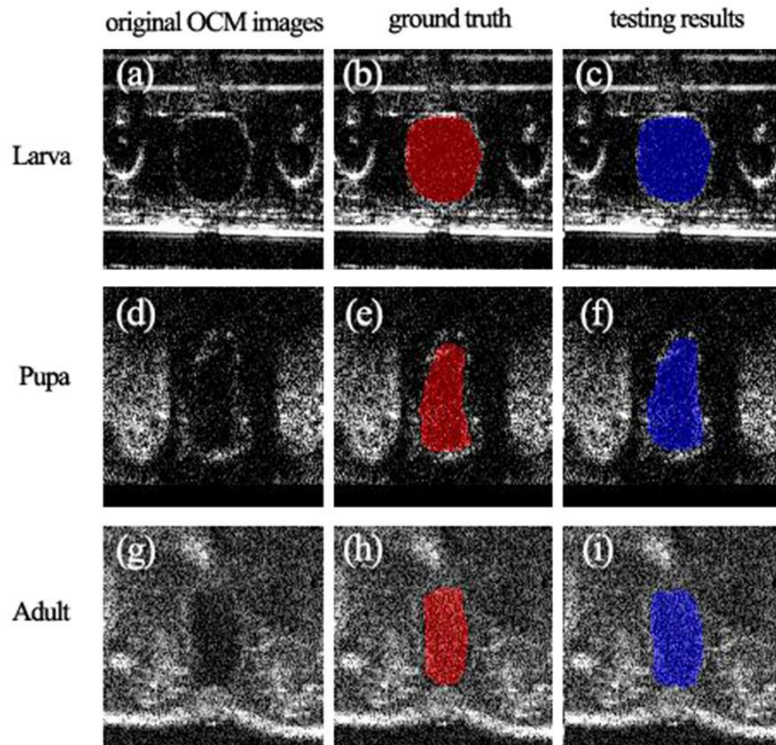 original OCM images ground truth testing results
Larva (a) (b) (c)
Pupa (d) (e) (f)
Adult (g) (h) (i)